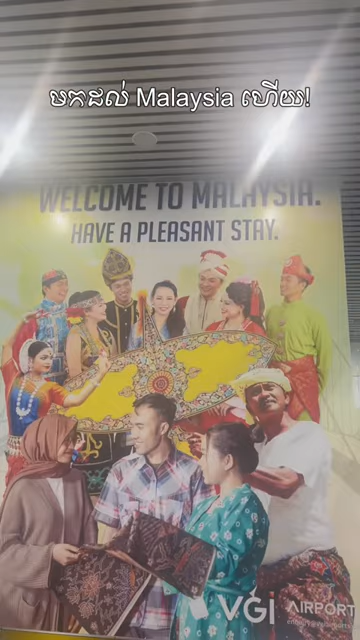 មកដល់ Malaysia ហើយ!
WELCOME TO MALAYSIA.
HAVE A PLEASANT STAY.
VGI AIRPORT